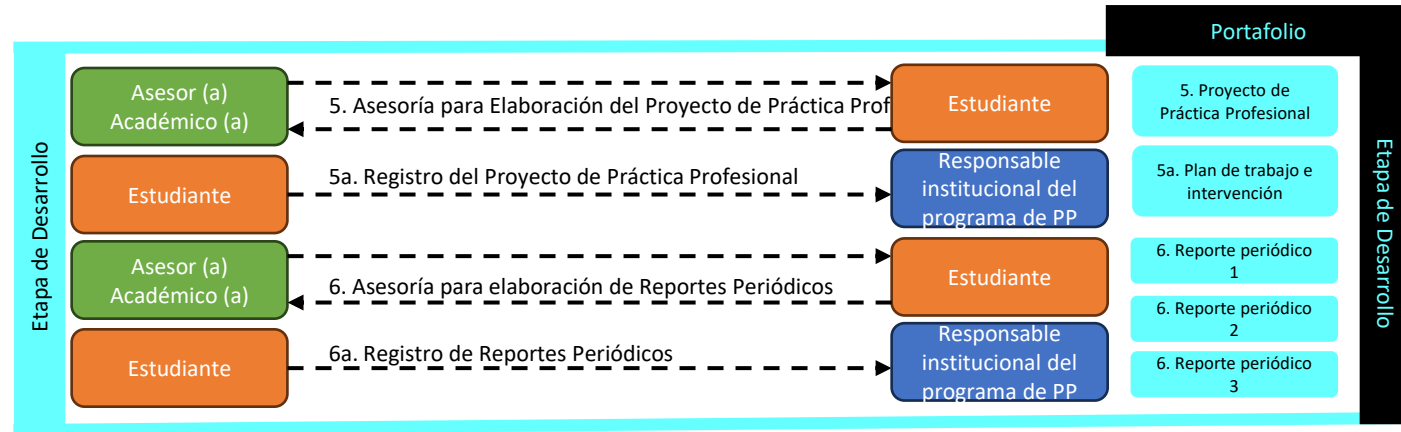 Portafolio
Etapa de Desarrollo
Asesor (a)
Académico (a)
5. Asesoría para Elaboración del Proyecto de Práctica Prof
Estudiante
5. Proyecto de
Práctica Profesional
Estudiante
5a. Registro del Proyecto de Práctica Profesional
Responsable
institucional del
programa de PP
5a. Plan de trabajo e
intervención
Asesor (a)
Académico (a)
6. Asesoría para elaboración de Reportes Periódicos
Estudiante
6. Reporte periódico
1
6. Reporte periódico
2
Estudiante
6a. Registro de Reportes Periódicos
Responsable
institucional del
programa de PP
6. Reporte periódico
3
Etapa de Desarrollo